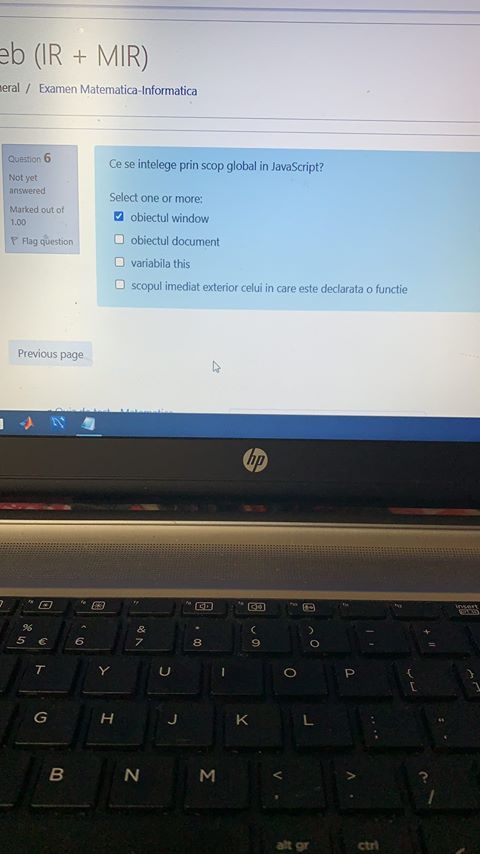 eb (IR + MIR)
neral / Examen Matematica-Informatica
Question 6
Not yet
answered
Marked out of
1.00
Flag question
Ce se intelege prin scop global in JavaScript?
Select one or more:
obiectul window
obiectul document
variabila this
scopul imediat exterior celui in care este declarata o functie
Previous page
hp
insert
% & * ( ) _ +
5 € 6 7 8 9 0 - =
T Y U I O P { [
G H J K L : ;
B N M < , > . ? /
alt gr ctrl